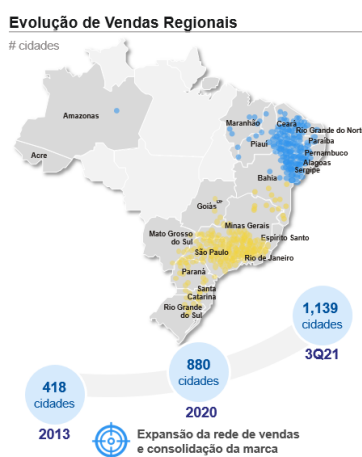 Evolução de Vendas Regionais
# cidades
Amazonas
Acre
Maranhão
Ceará
Rio Grande do Norte
Piauí
Paraíba
Pernambuco
Alagoas
Sergipe
Bahia
Goiás
DF
Minas Gerais
Mato Grosso
do Sul
Espírito Santo
São Paulo
Rio de Janeiro
Paraná
Santa
Catarina
Rio Grande
do Sul
1,139
cidades
3Q21
880
cidades
2020
418
cidades
2013
Expansão da rede de vendas
e consolidação da marca